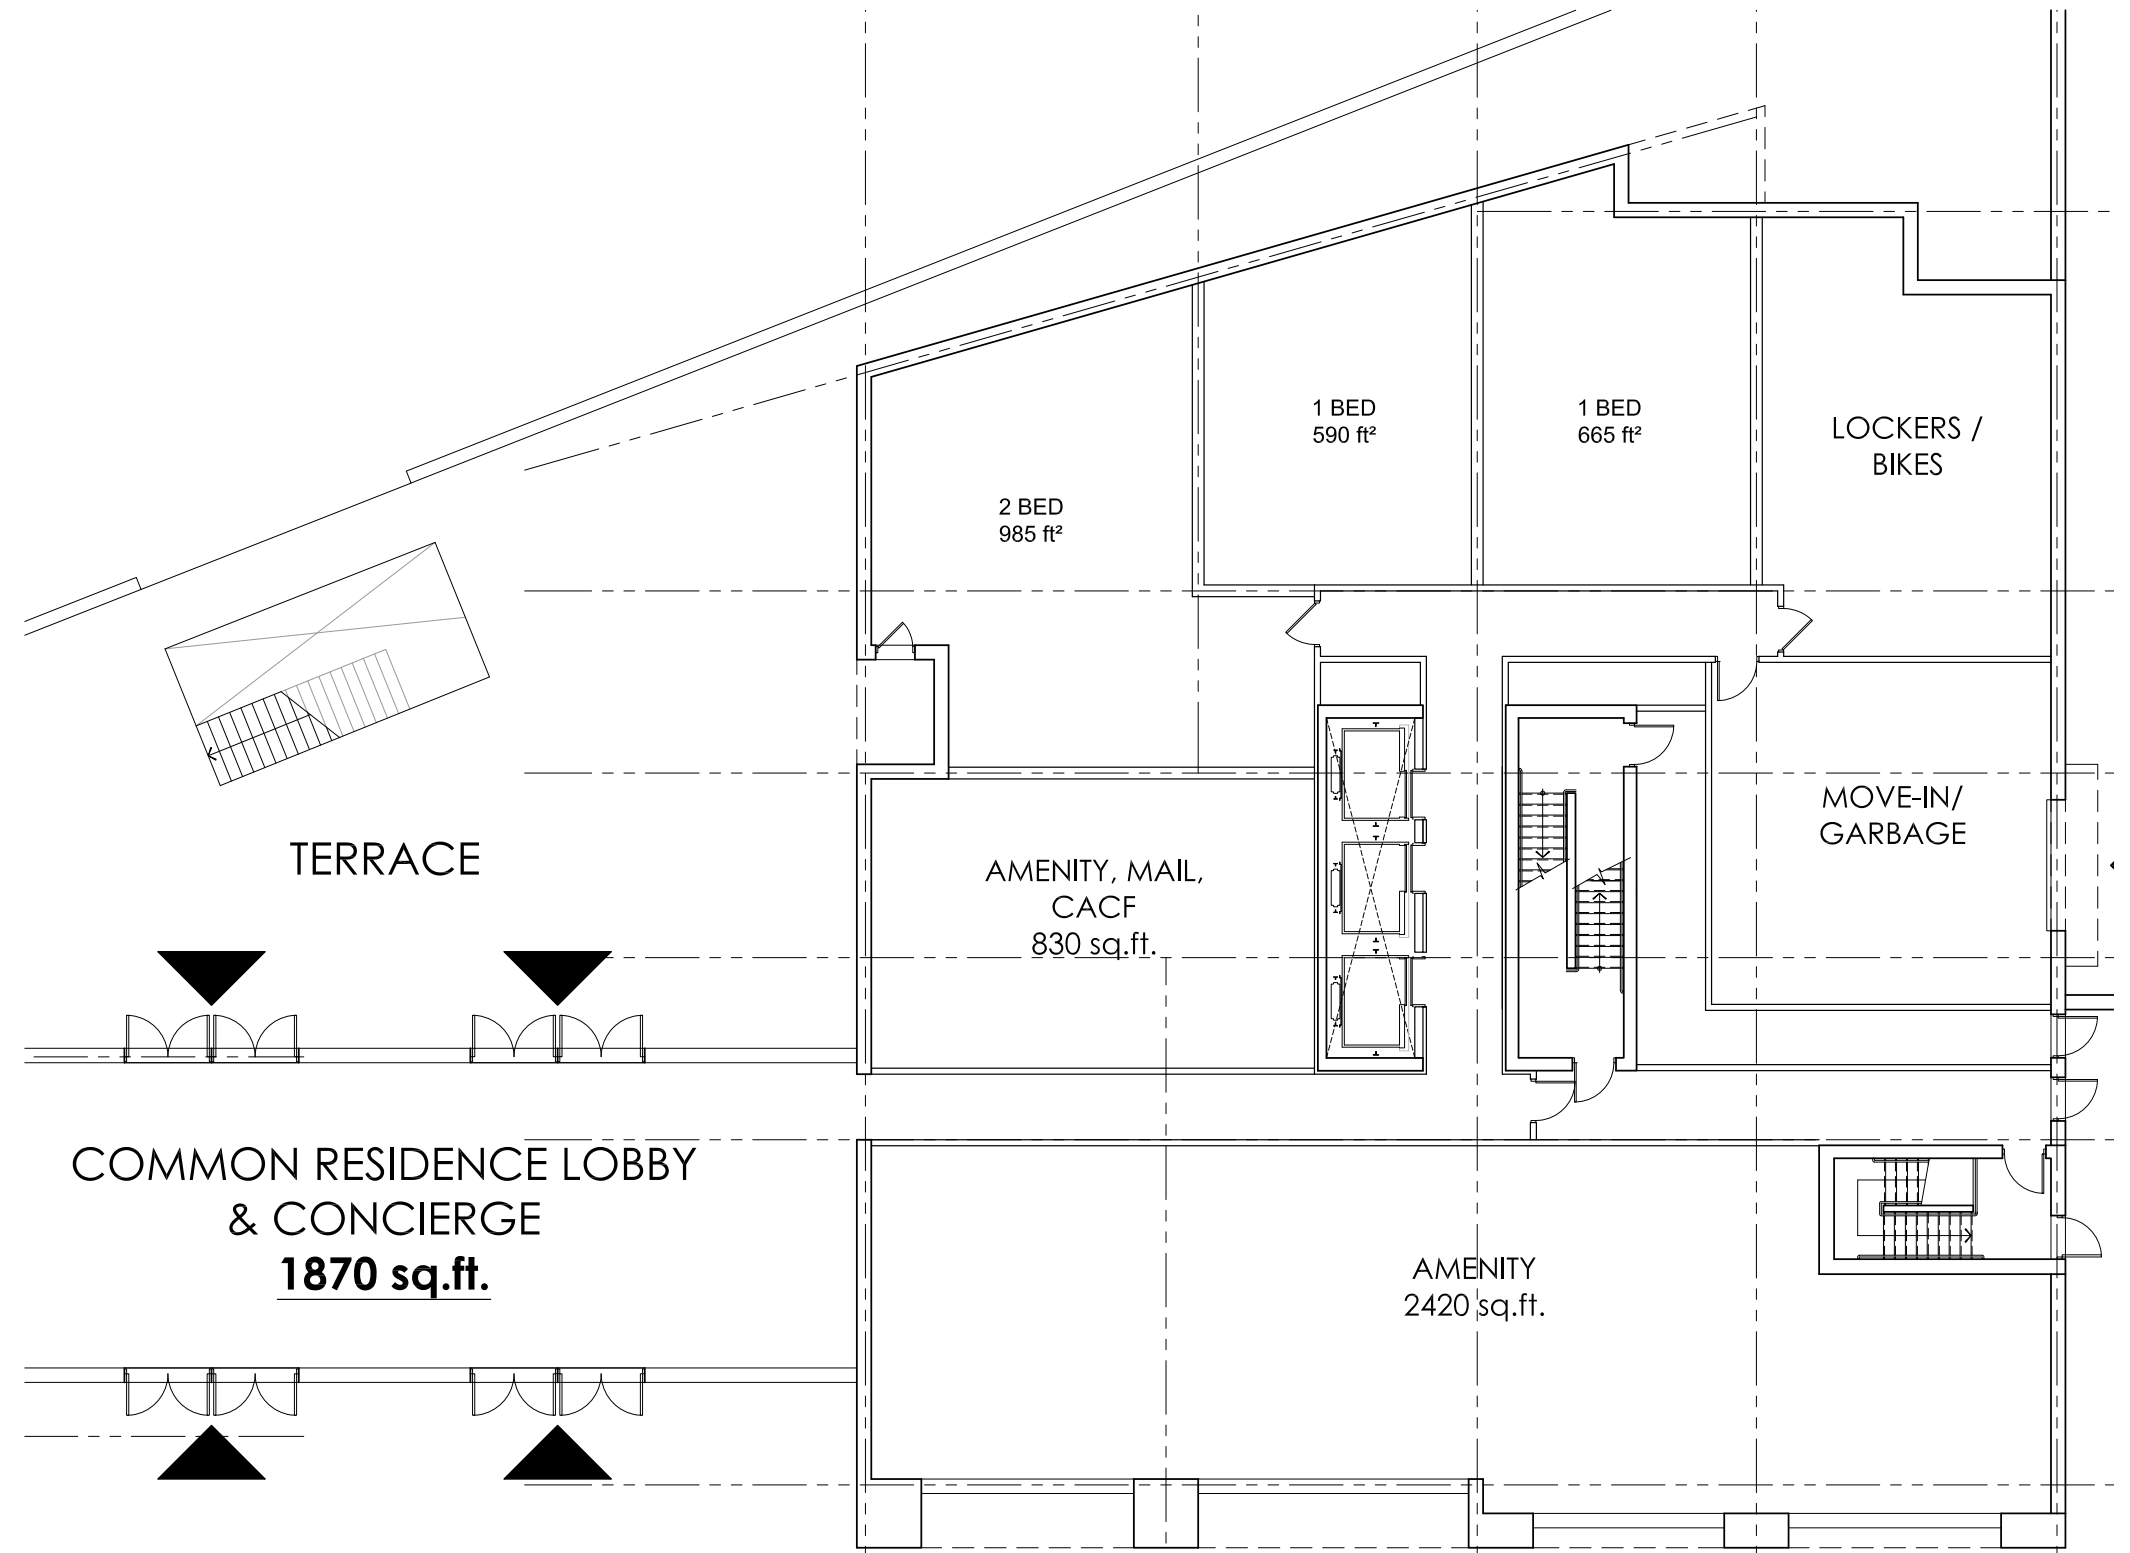 1 BED
590 ft²
1 BED
665 ft²
LOCKERS /
BIKES
2 BED
985 ft²
MOVE-IN/
GARBAGE
TERRACE
AMENITY, MAIL,
CACF
830 sq.ft.
COMMON RESIDENCE LOBBY
& CONCIERGE
1870 sq.ft.
AMENITY
2420 sq.ft.